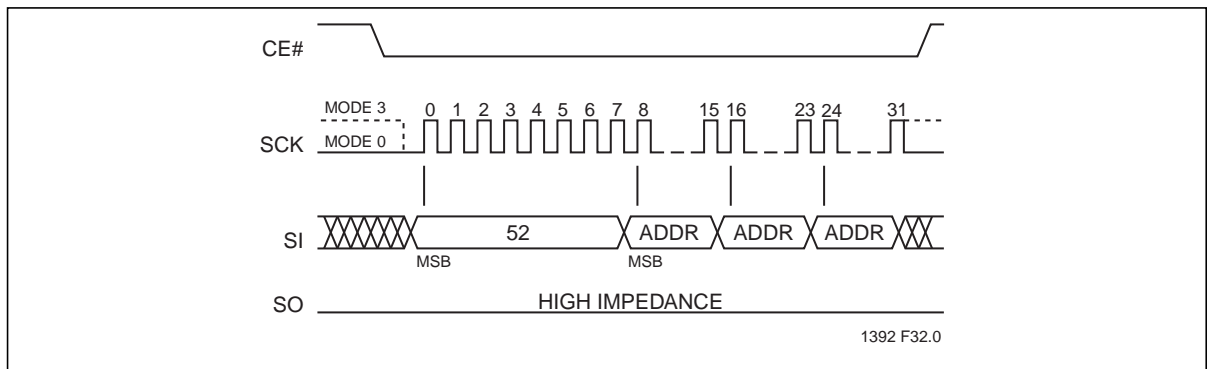 CE#
MODE 3
0 1 2 3 4 5 6 7 8 15 16 23 24 31
SCK
MODE 0
SI
52 ADDR ADDR ADDR
MSB MSB
SO
HIGH IMPEDANCE
1392 F32.0